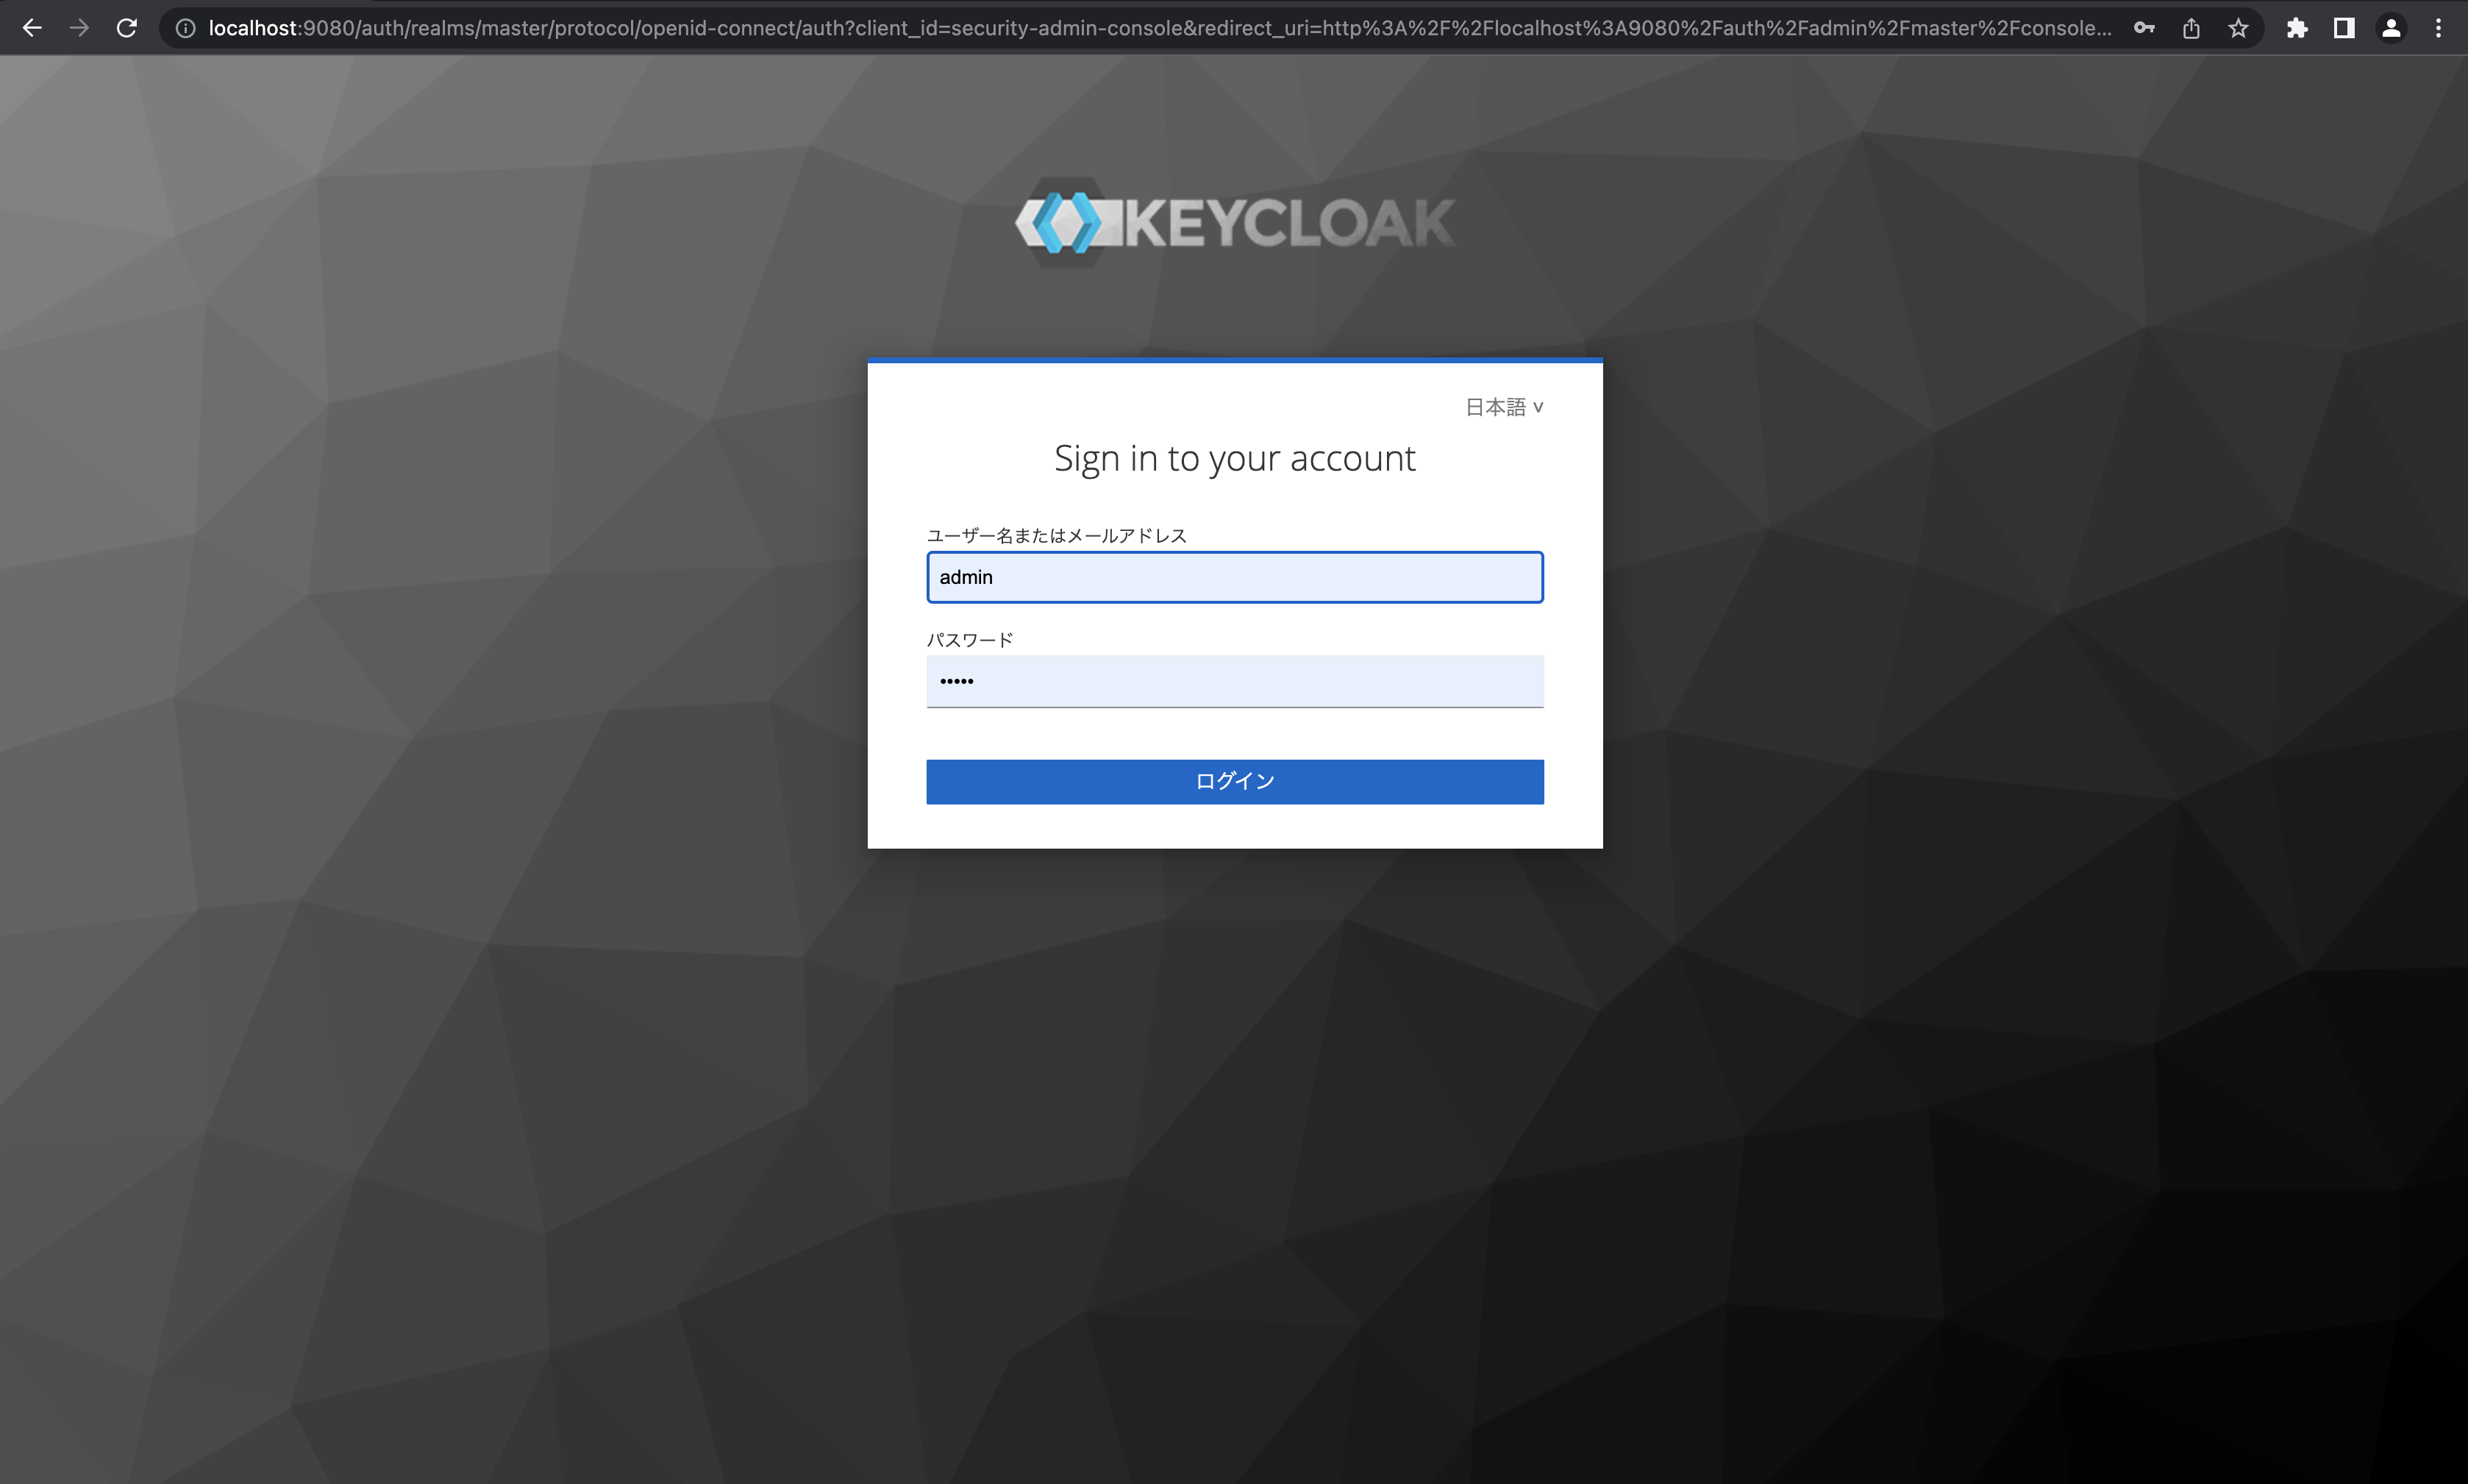 localhost:9080/auth/realms/master/protocol/openid-connect/auth?client_id=security-admin-console&redirect_uri=http%3A%2F%2Flocalhost%3A9080%2Fauth%2Fadmin%2Fmaster%2Fconsole...
KEYCLOAK
日本語
Sign in to your account
ユーザー名またはメールアドレス
admin
パスワード
•••••
ログイン